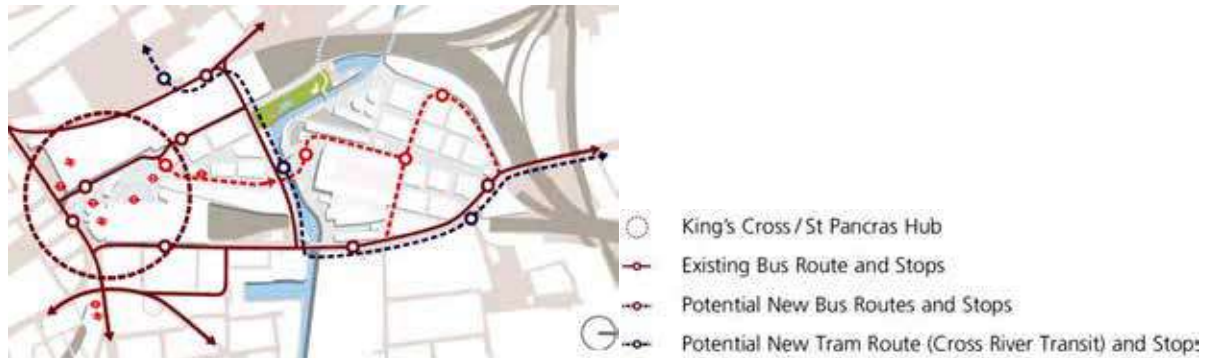 King's Cross / St Pancras Hub
Existing Bus Route and Stops
Potential New Bus Routes and Stops
Potential New Tram Route (Cross River Transit) and Stops